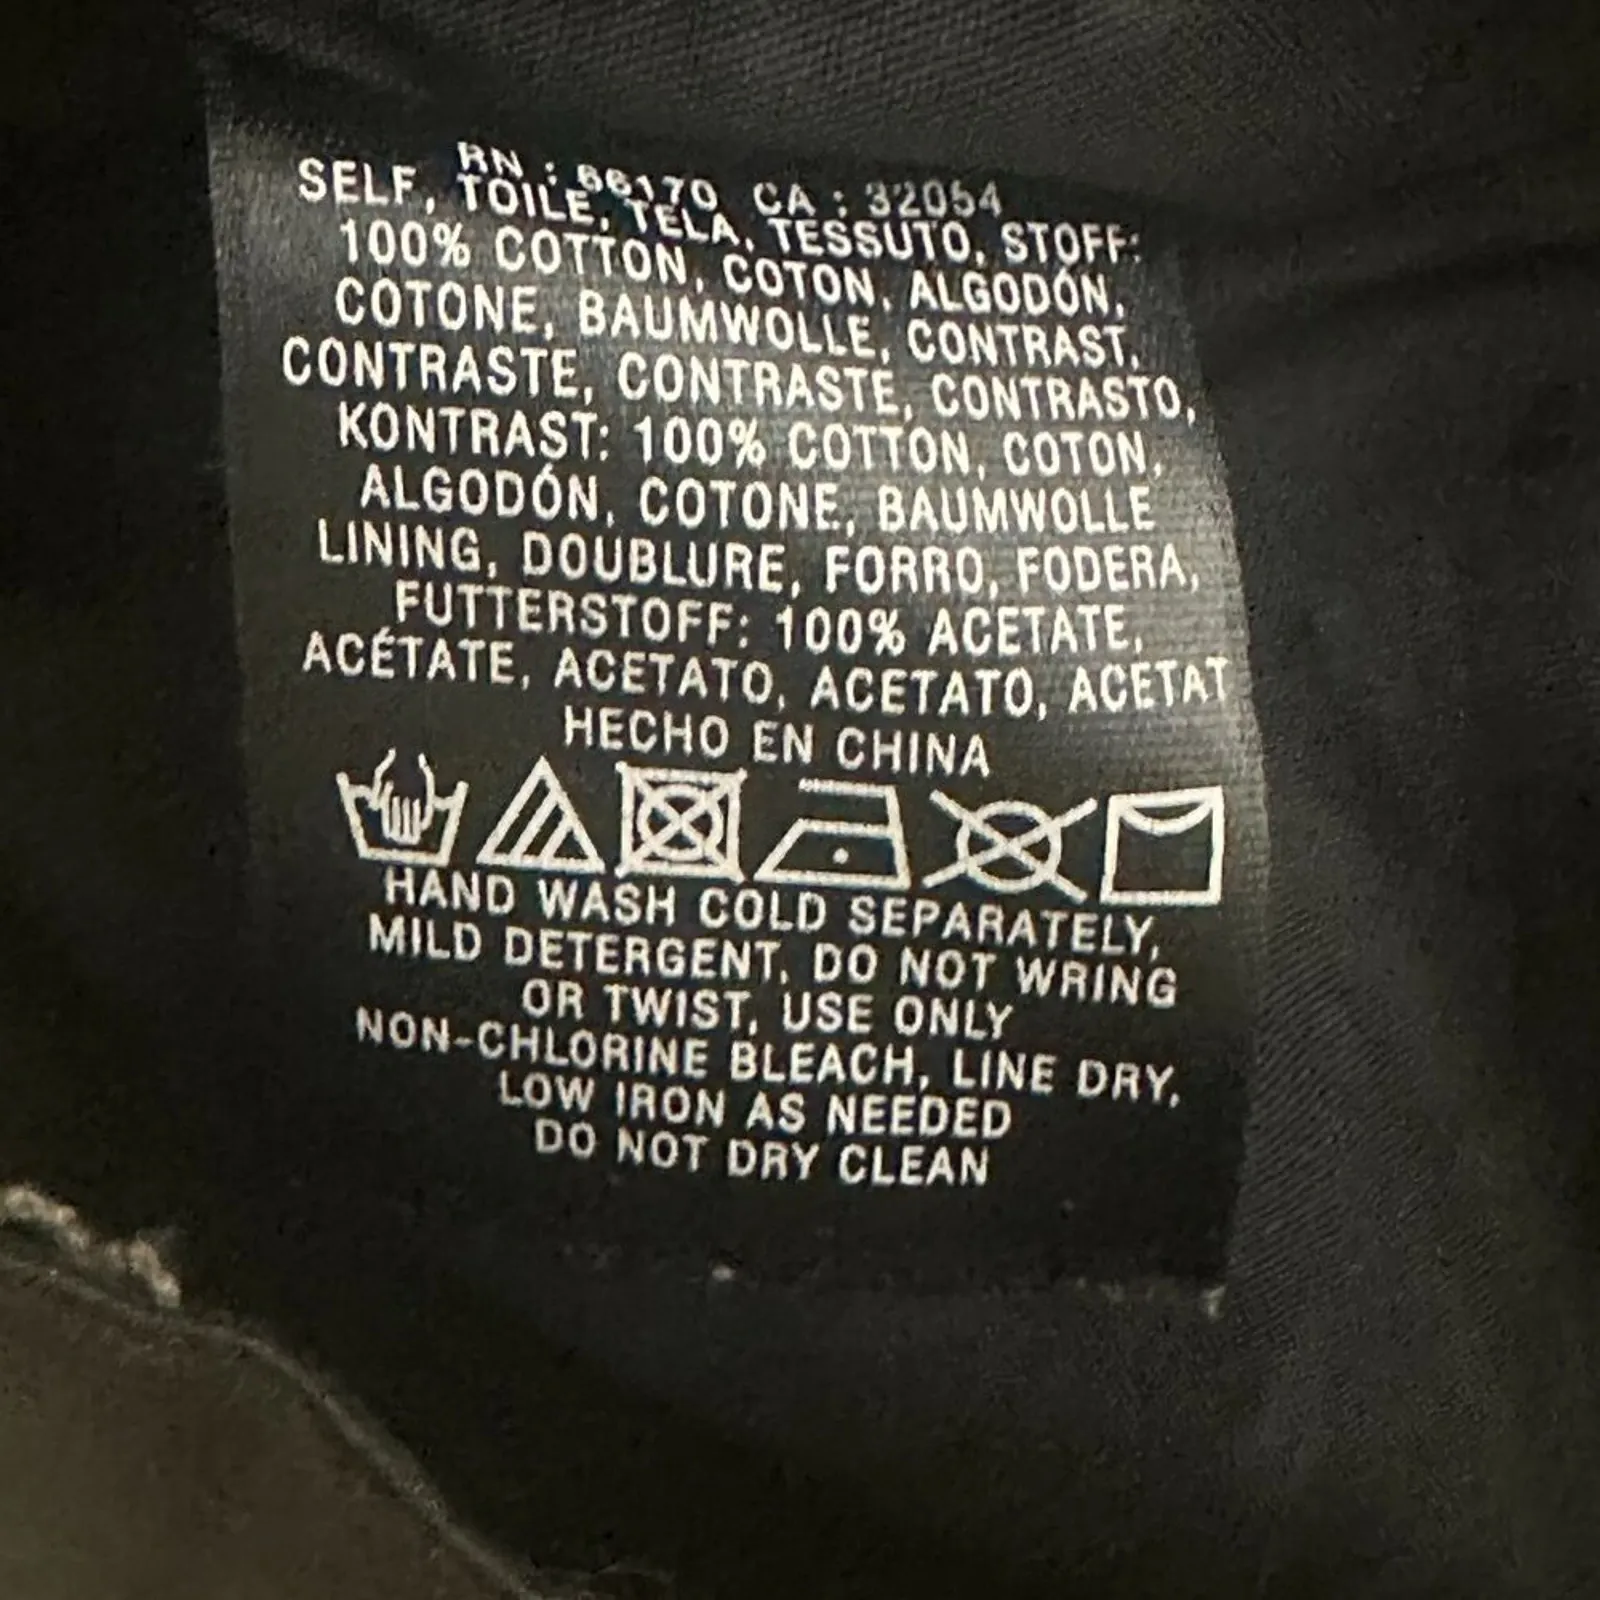 RN : 66170 CA : 32054
SELF, TOILE, TELA, TESSUTO, STOFF:
100% COTTON, COTON, ALGODÓN,
COTONE, BAUMWOLLE, CONTRAST,
CONTRASTE, CONTRASTE, CONTRASTO,
KONTRAST: 100% COTTON, COTON,
ALGODÓN, COTONE, BAUMWOLLE
LINING, DOUBLURE, FORRO, FODERA,
FUTTERSTOFF: 100% ACETATE,
ACÉTATE, ACETATO, ACETATO, ACETAT
HECHO EN CHINA
HAND WASH COLD SEPARATELY,
MILD DETERGENT, DO NOT WRING
OR TWIST, USE ONLY
NON-CHLORINE BLEACH, LINE DRY,
LOW IRON AS NEEDED
DO NOT DRY CLEAN